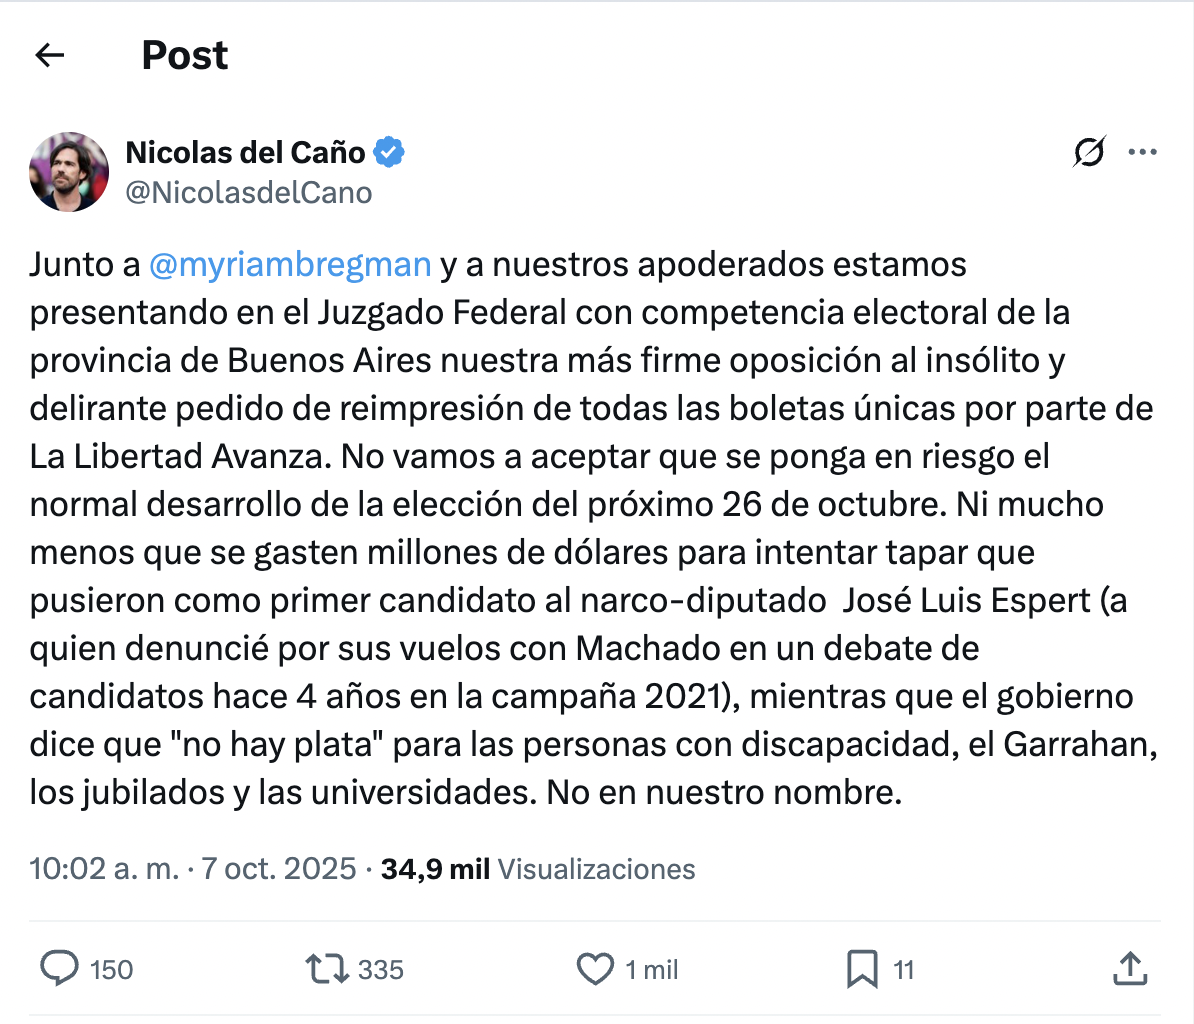 Post
Nicolas del Caño
@NicolasdelCano
Junto a @myriambregman y a nuestros apoderados estamos
presentando en el Juzgado Federal con competencia electoral de la
provincia de Buenos Aires nuestra más firme oposición al insólito y
delirante pedido de reimpresión de todas las boletas únicas por parte de
La Libertad Avanza. No vamos a aceptar que se ponga en riesgo el
normal desarrollo de la elección del próximo 26 de octubre. Ni mucho
menos que se gasten millones de dólares para intentar tapar que
pusieron como primer candidato al narco-diputado  José Luis Espert (a
quien denuncié por sus vuelos con Machado en un debate de
candidatos hace 4 años en la campaña 2021), mientras que el gobierno
dice que "no hay plata" para las personas con discapacidad, el Garrahan,
los jubilados y las universidades. No en nuestro nombre.
10:02 a. m. · 7 oct. 2025 · 34,9 mil Visualizaciones
150 335 1 mil 11